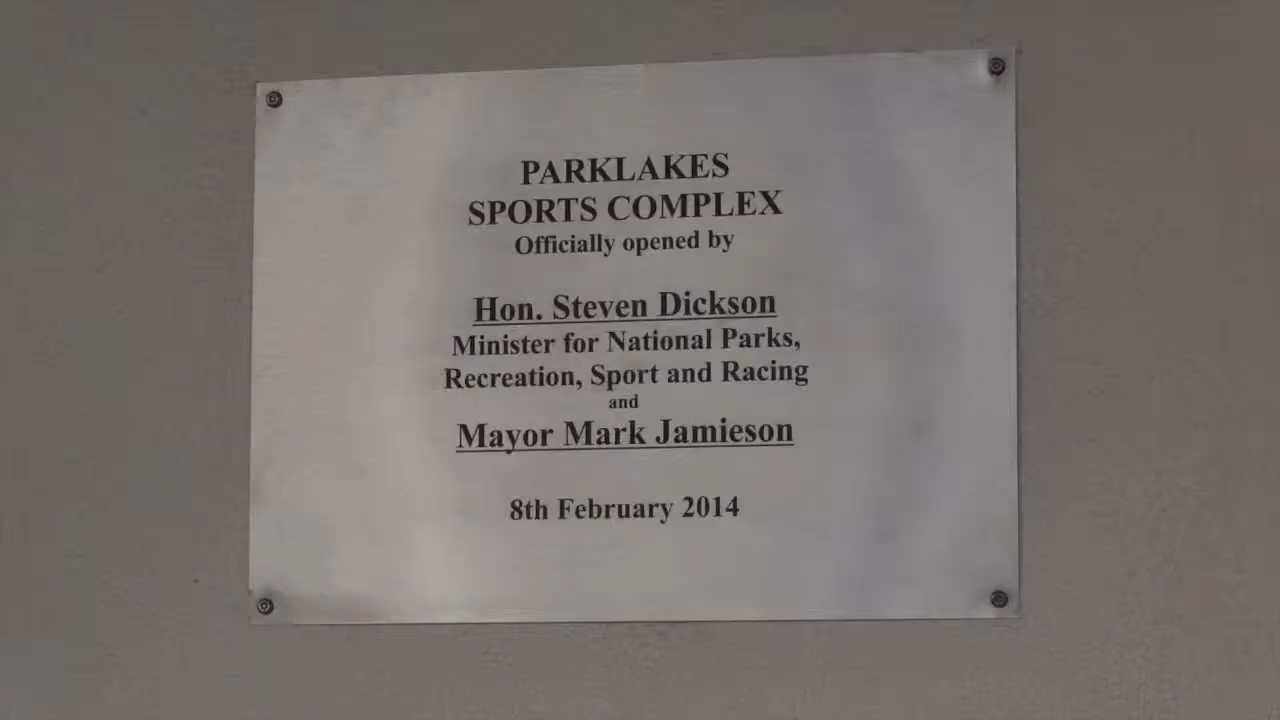 PARKLAKES
SPORTS COMPLEX
Officially opened by
Hon. Steven Dickson
Minister for National Parks,
Recreation, Sport and Racing
and
Mayor Mark Jamieson
8th February 2014